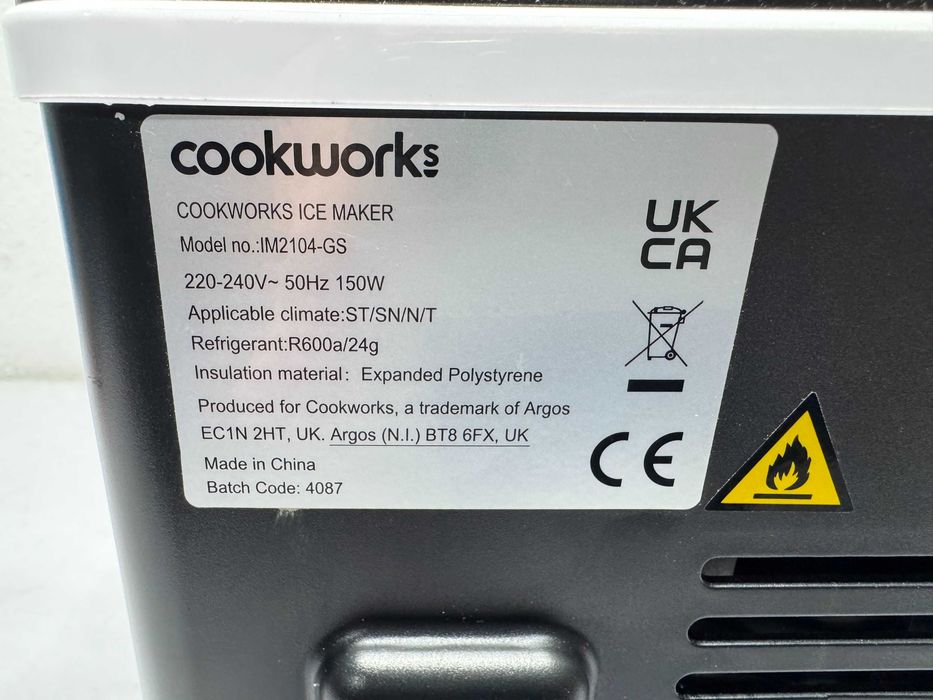 cookworks
COOKWORKS ICE MAKER
Model no.:IM2104-GS
220-240V~ 50Hz 150W
Applicable climate:ST/SN/N/T
Refrigerant:R600a/24g
Insulation material: Expanded Polystyrene
Produced for Cookworks, a trademark of Argos
EC1N 2HT, UK. Argos (N.I.) BT8 6FX, UK
Made in China
Batch Code: 4087
UK
CA
CE